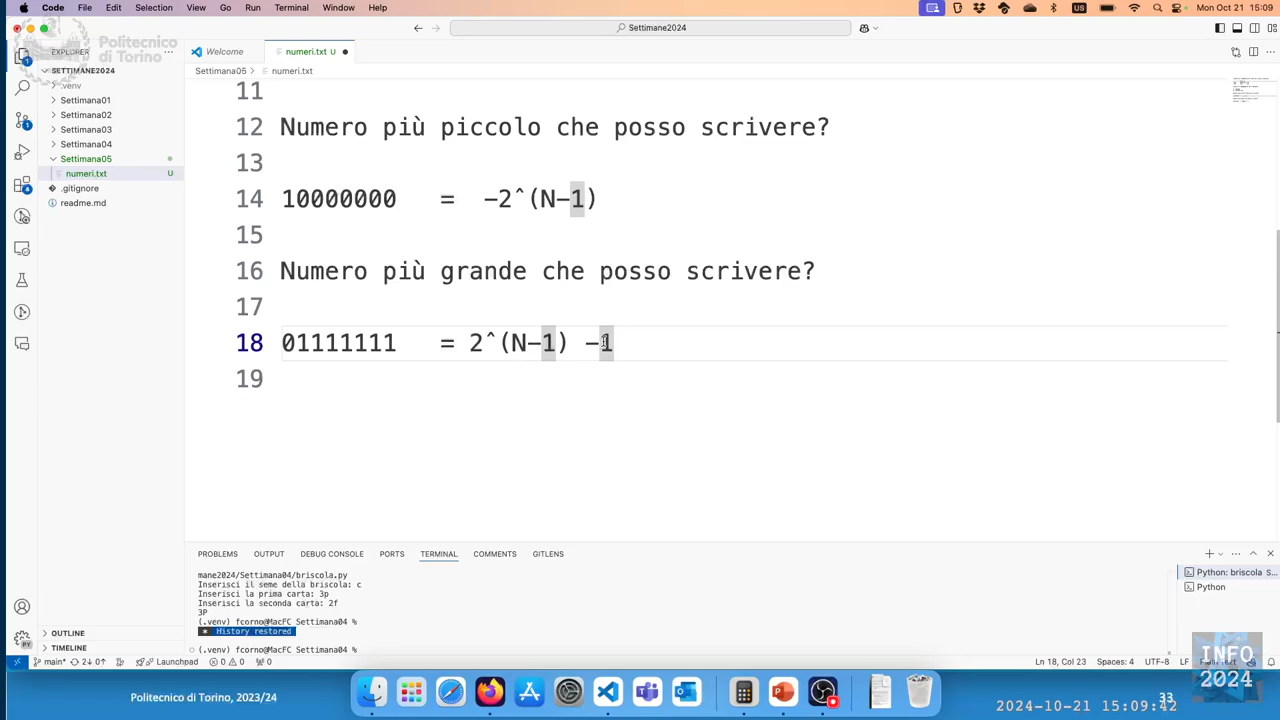 Code File Edit Selection View Go Run Terminal Window Help
Mon Oct 21 15:09
Settimane2024
Politecnico
di Torino
EXPLORER
Welcome
numeri.txt U
SETTIMANE2024
Settimana05 > numeri.txt
.venv
Settimana01
Settimana02
Settimana03
Settimana04
Settimana05
numeri.txt U
.gitignore
readme.md
11
12 Numero più piccolo che posso scrivere?
13
14 10000000 = -2^(N-1)
15
16 Numero più grande che posso scrivere?
17
18 01111111 = 2^(N-1) -1
19
PROBLEMS OUTPUT DEBUG CONSOLE PORTS TERMINAL COMMENTS GITLENS
mane2024/Settimana04/briscola.py
Inserisci il seme della briscola: c
Inserisci la prima carta: 3p
Inserisci la seconda carta: 2f
3P
(.venv) fcorno@MacFC Settimana04 %
* History restored
(.venv) fcorno@MacFC Settimana04 %
Python: briscola S...
Python
OUTLINE
TIMELINE
main* 2↓ 0↑ Launchpad 0 0 0
Ln 18, Col 23 Spaces: 4 UTF-8 LF
INFO
2024
Politecnico di Torino, 2023/24
33
2024-10-21 15:09:42